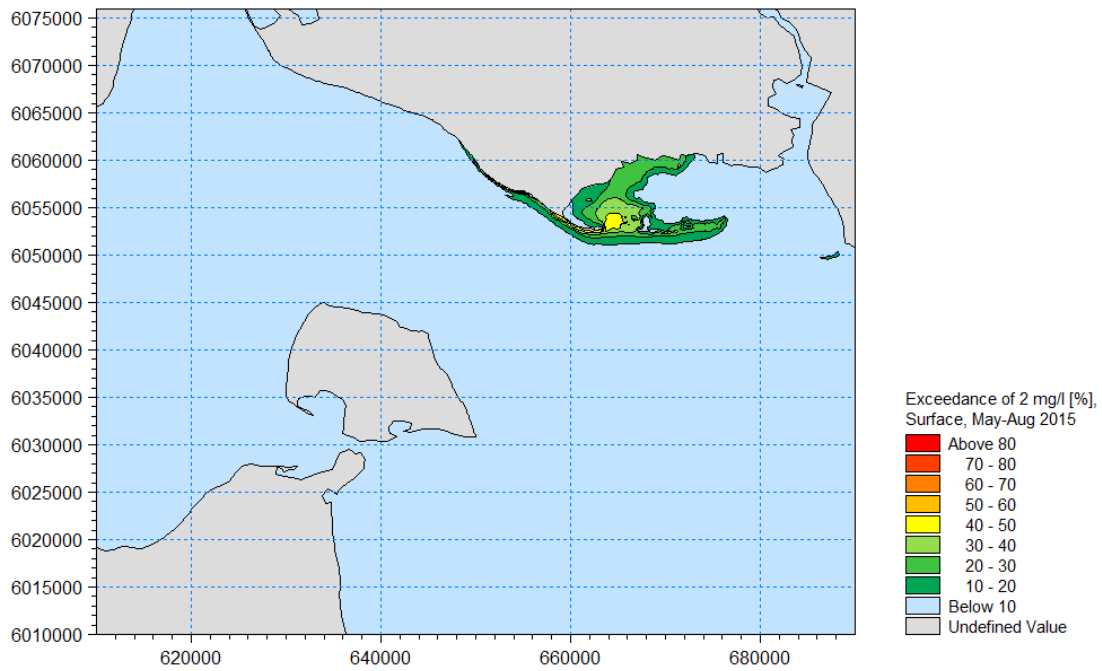 6075000
6070000
6065000
6060000
6055000
6050000
6045000
6040000
6035000
6030000
6025000
6020000
6015000
6010000
620000 640000 660000 680000
Exceedance of 2 mg/l [%],
Surface, May-Aug 2015
Above 80
70 - 80
60 - 70
50 - 60
40 - 50
30 - 40
20 - 30
10 - 20
Below 10
Undefined Value